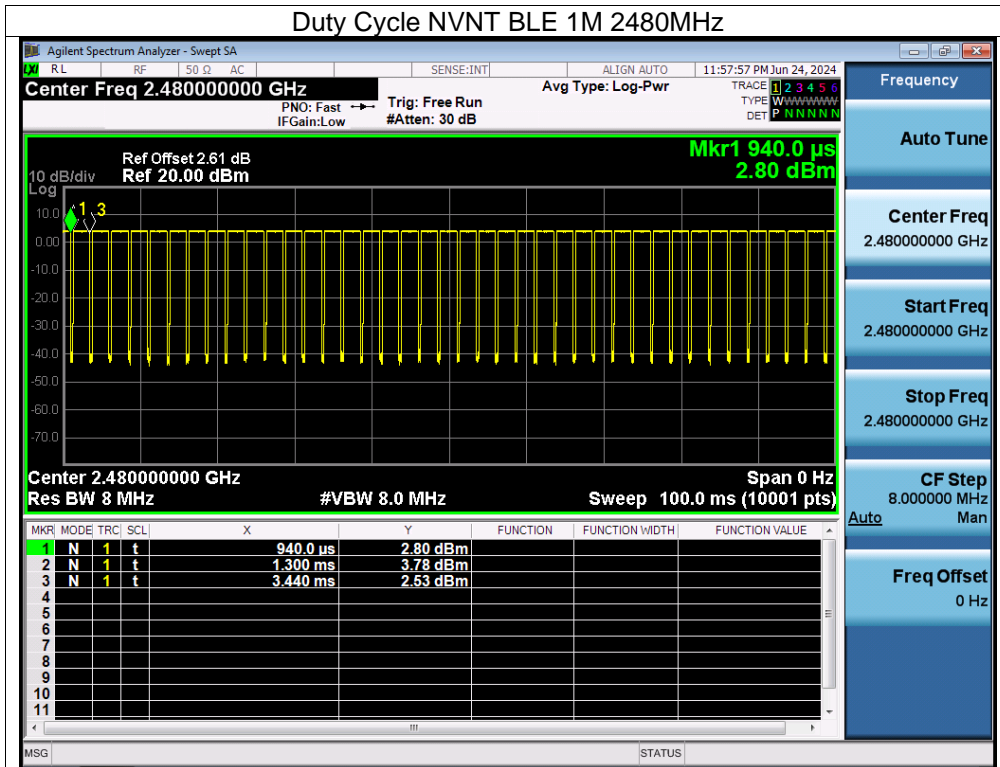 Duty Cycle NVNT BLE 1M 2480MHz
Agilent Spectrum Analyzer - Swept SA
LXI RL RF 50 Ω AC SENSE:INT ALIGN AUTO 11:57:57 PM Jun 24, 2024
Center Freq 2.480000000 GHz
PNO: Fast
IFGain:Low
Trig: Free Run
#Atten: 30 dB
Avg Type: Log-Pwr
TRACE 1 2 3 4 5 6
TYPE WWWWWWW
DET P N N N N N
Mkr1 940.0 µs
2.80 dBm
Ref Offset 2.61 dB
10 dB/div Ref 20.00 dBm
Log
1 3
10.0
0.00
-10.0
-20.0
-30.0
-40.0
-50.0
-60.0
-70.0
Center 2.480000000 GHz Span 0 Hz
Res BW 8 MHz #VBW 8.0 MHz Sweep 100.0 ms (10001 pts)
MKR MODE TRC SCL X Y FUNCTION FUNCTION WIDTH FUNCTION VALUE
1 N 1 t 940.0 µs 2.80 dBm
2 N 1 t 1.300 ms 3.78 dBm
3 N 1 t 3.440 ms 2.53 dBm
4
5
6
7
8
9
10
11
MSG STATUS
Frequency
Auto Tune
Center Freq
2.480000000 GHz
Start Freq
2.480000000 GHz
Stop Freq
2.480000000 GHz
CF Step
8.000000 MHz
Auto Man
Freq Offset
0 Hz